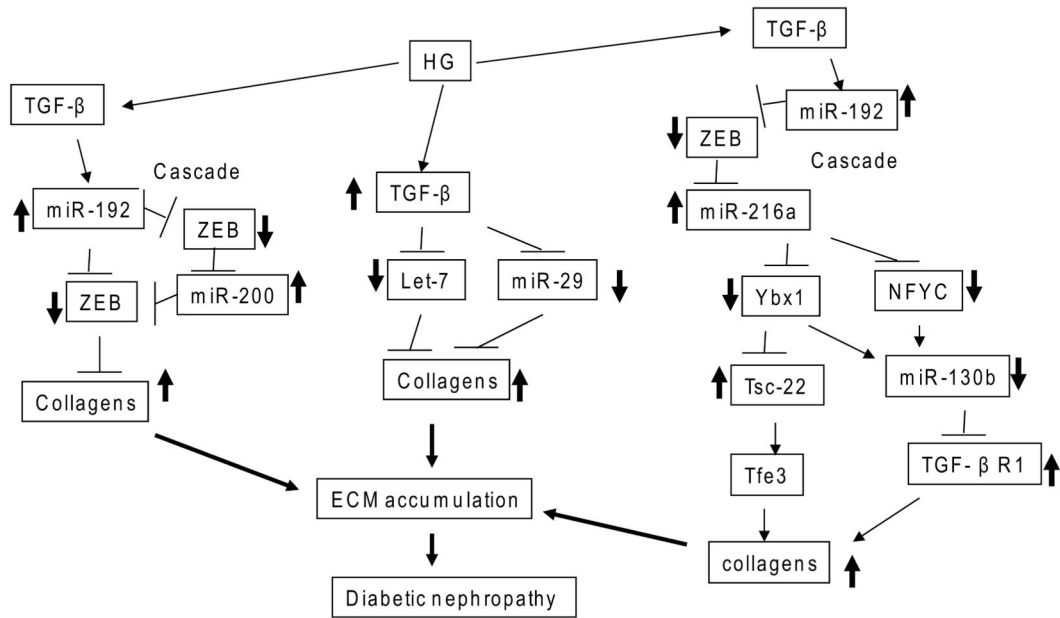 HG
TGF-β
TGF-β
miR-192
Cascade
ZEB
miR-200
ZEB
Collagens
TGF-β
Let-7
miR-29
Collagens
miR-192
ZEB
Cascade
miR-216a
Ybx1
NFYC
Tsc-22
miR-130b
Tfe3
TGF- β R1
collagens
ECM accumulation
Diabetic nephropathy